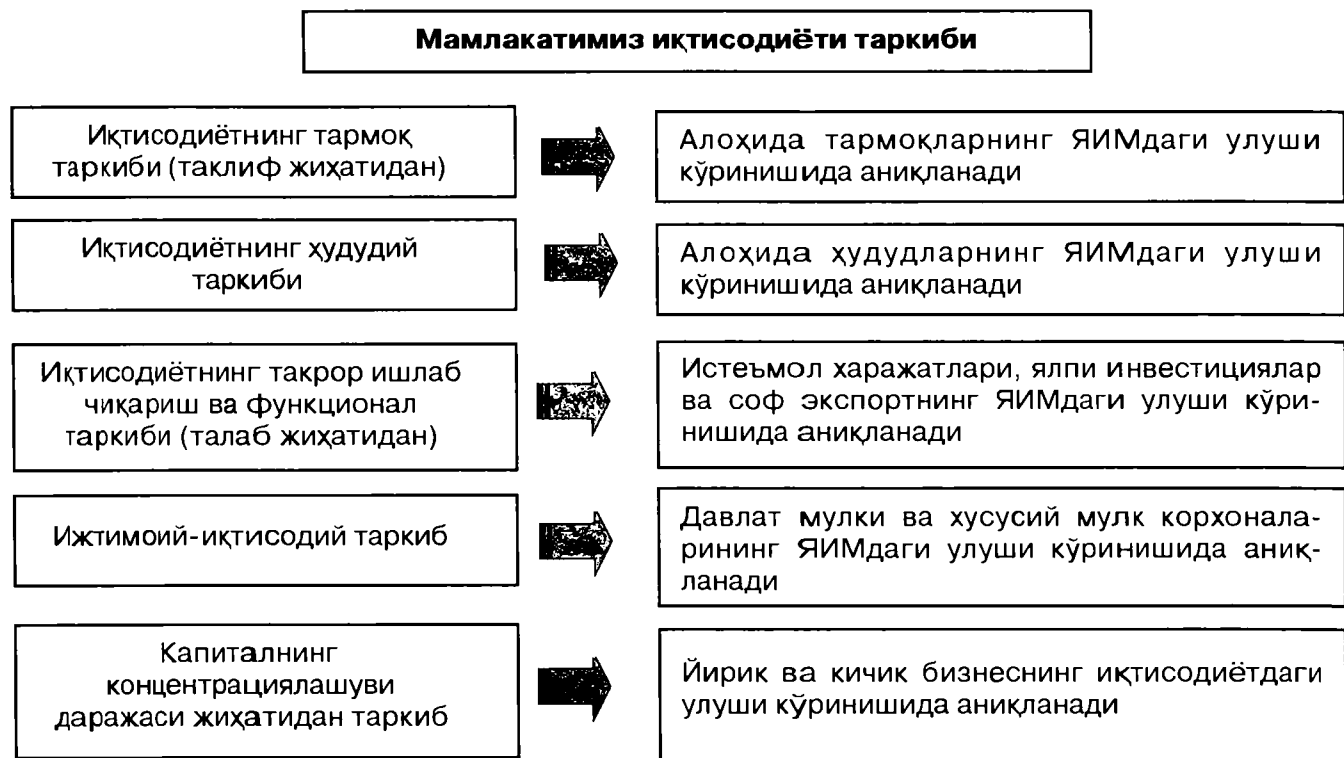 Мамлакатимиз иқтисодиёти таркиби
Иқтисодиётнинг тармоқ
таркиби (таклиф жиҳатидан)
Алоҳида тармоқларнинг ЯИМдаги улуши
кўринишида аниқланади
Иқтисодиётнинг ҳудудий
таркиби
Алоҳида ҳудудларнинг ЯИМдаги улуши
кўринишида аниқланади
Иқтисодиётнинг такрор ишлаб
чиқариш ва функционал
таркиби (талаб жиҳатидан)
Истеъмол харажатлари, ялпи инвестициялар
ва соф экспортнинг ЯИМдаги улуши кўри-
нишида аниқланади
Ижтимоий-иқтисодий таркиб
Давлат мулки ва хусусий мулк корхонала-
рининг ЯИМдаги улуши кўринишида аниқ-
ланади
Капиталнинг
концентрациялашуви
даражаси жиҳатидан таркиб
Йирик ва кичик бизнеснинг иқтисодиётдаги
улуши кўринишида аниқланади